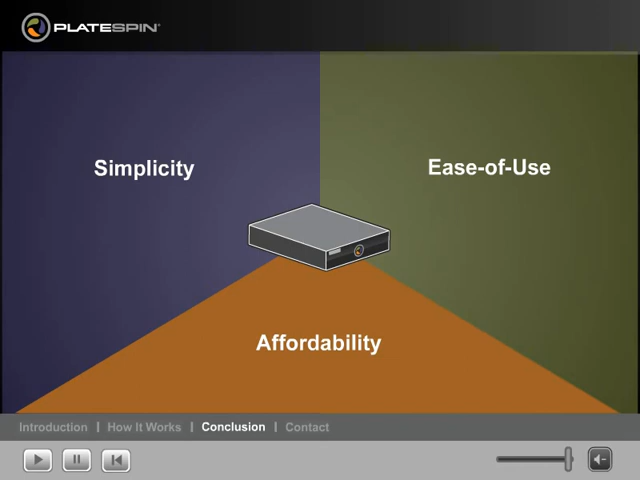 PLATESPIN®
Simplicity
Ease-of-Use
Affordability
Introduction | How It Works | Conclusion | Contact